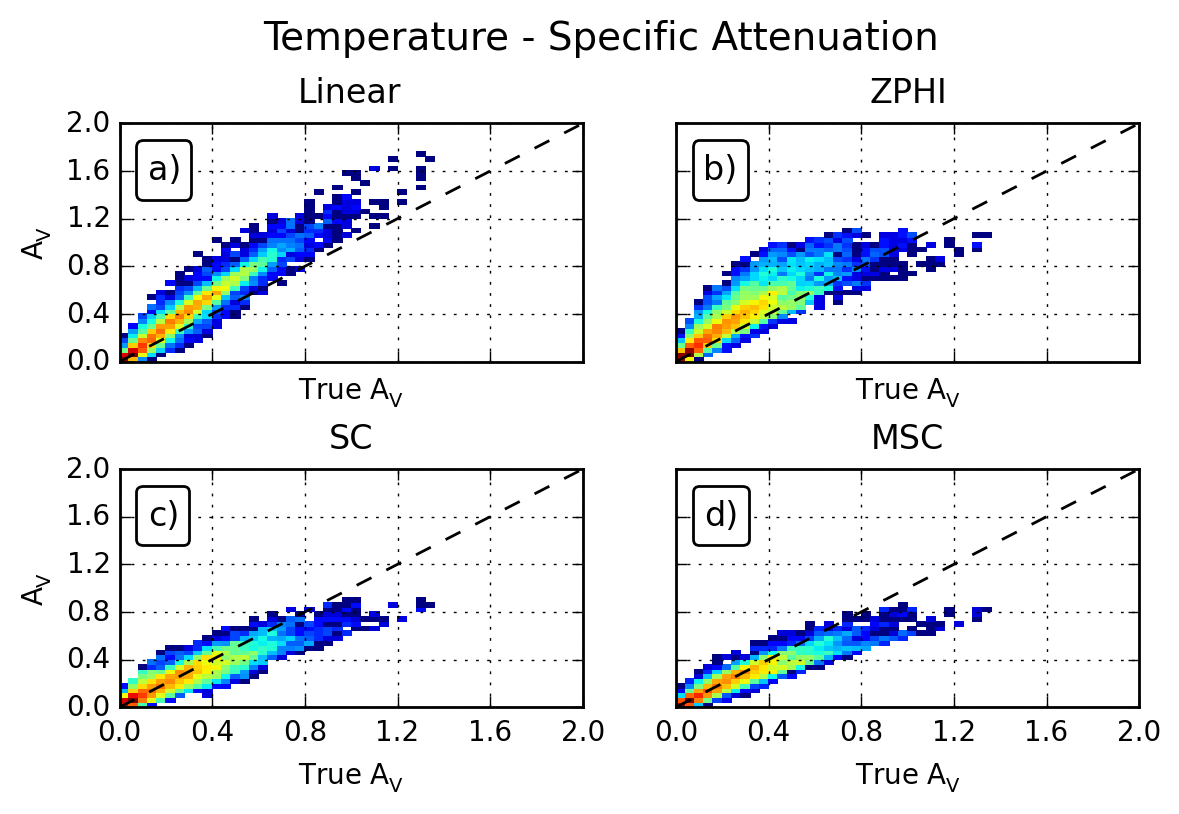 Temperature - Specific Attenuation
Linear
ZPHI
2.0
1.6
1.2
0.8
0.4
0.0
A_V
a)
b)
True A_V
True A_V
SC
MSC
2.0
1.6
1.2
0.8
0.4
0.0
A_V
c)
d)
0.0 0.4 0.8 1.2 1.6 2.0
0.0 0.4 0.8 1.2 1.6 2.0
True A_V
True A_V